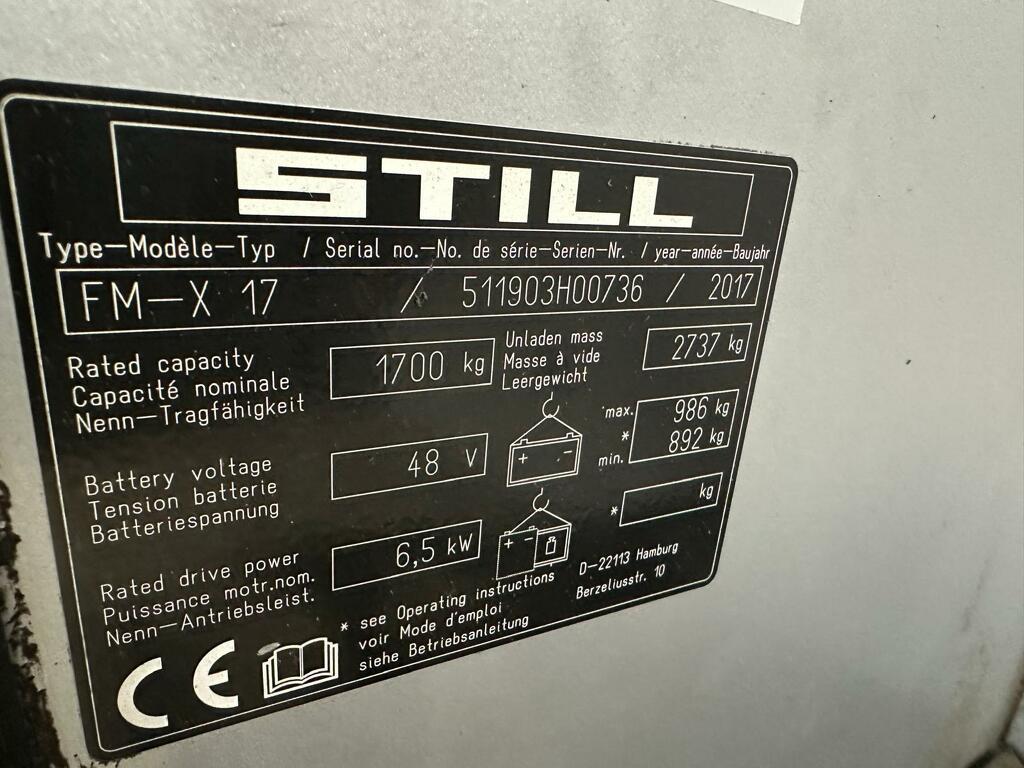 STILL
Type-Modèle-Typ / Serial no.-No. de série-Serien-Nr. / year-année-Baujahr
FM-X 17 / 511903H00736 / 2017
Rated capacity
Capacité nominale
Nenn-Tragfähigkeit
1700 kg
Unladen mass
Masse à vide
Leergewicht
2737 kg
Battery voltage
Tension batterie
Batteriespannung
48 V
+ -
max. 986 kg
*
min. 892 kg
+ -
* kg
Rated drive power
Puissance motr.nom.
Nenn-Antriebsleist.
6,5 kW
CE
* see Operating instructions
voir Mode d'emploi
siehe Betriebsanleitung
D-22113 Hamburg
Berzeliusstr. 10